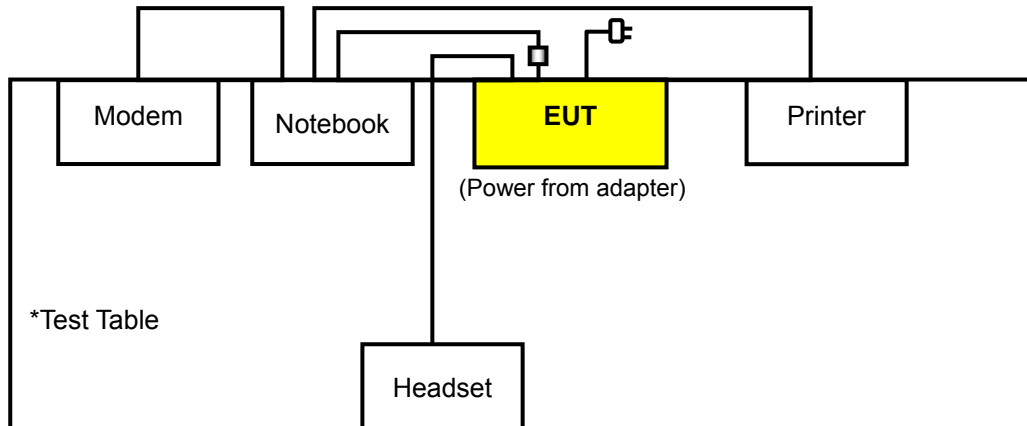 Modem
Notebook
EUT
Printer
(Power from adapter)
*Test Table
Headset